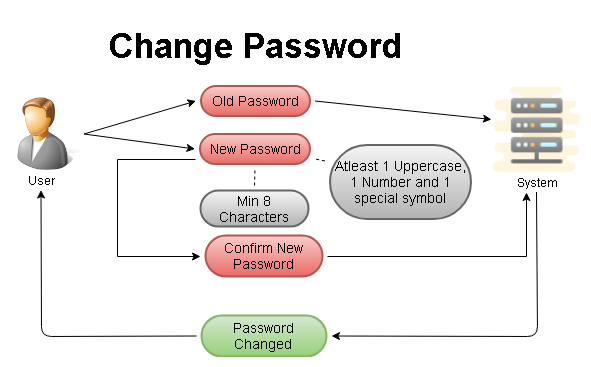 Change Password
Old Password
New Password
Atleast 1 Uppercase,
1 Number and 1
special symbol
User
System
Min 8
Characters
Confirm New
Password
Password
Changed